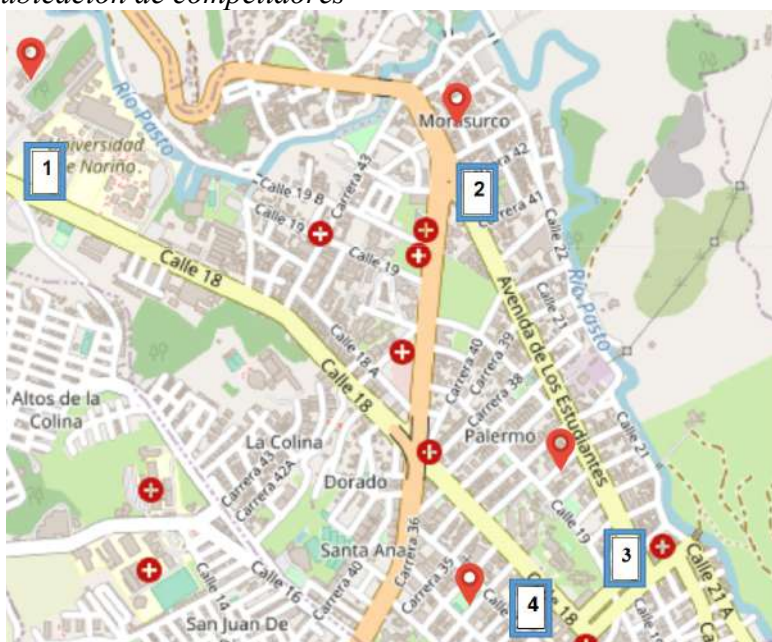 ubicación de competidores
Río Pasto
Universidad
de Nariño
1
Morasurco
Carrera 42
2
Carrera 41
Carrera 43
Calle 19 B
Calle 19
Calle 19
Calle 22
Río Pasto
Calle 18
Avenida de Los Estudiantes
Calle 21
Calle 18 A
Carrera 40
Carrera 39
Carrera 38
Calle 18
Altos de la
Colina
La Colina
Palermo
Calle 21
Carrera 43
Carrera 42A
Dorado
Carrera 36
Calle 19
Santa Ana
Carrera 35
3
Carrera 40
Calle 16
Calle 14
4
Calle 18
Calle 21 A
San Juan De